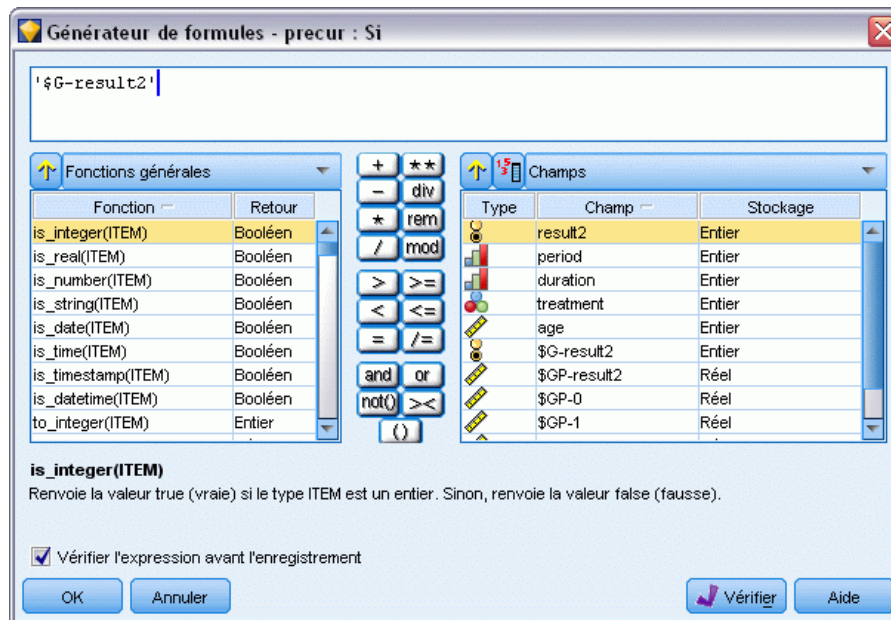 Générateur de formules - precur : Si
'$G-result2'
Fonctions générales
Fonction Retour
is_integer(ITEM) Booléen
is_real(ITEM) Booléen
is_number(ITEM) Booléen
is_string(ITEM) Booléen
is_date(ITEM) Booléen
is_time(ITEM) Booléen
is_timestamp(ITEM) Booléen
is_datetime(ITEM) Booléen
to_integer(ITEM) Entier
+ **
- div
* rem
/ mod
> >=
< <=
= /=
and or
not() ><
()
Champs
Type Champ Stockage
result2 Entier
period Entier
duration Entier
treatment Entier
age Entier
$G-result2 Entier
$GP-result2 Réel
$GP-0 Réel
$GP-1 Réel
is_integer(ITEM)
Renvoie la valeur true (vraie) si le type ITEM est un entier. Sinon, renvoie la valeur false (fausse).
Vérifier l'expression avant l'enregistrement
OK Annuler Vérifier Aide